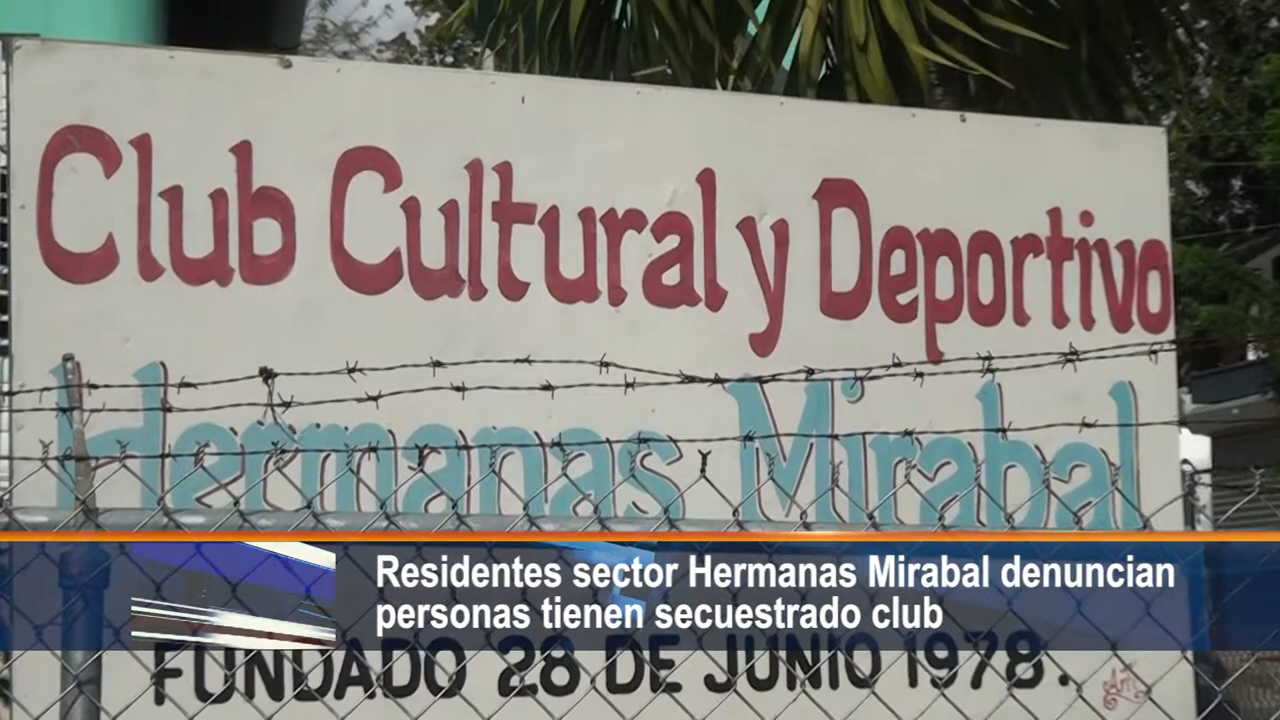 Club Cultural y Deportivo
Hermanas Mirabal
Residentes sector Hermanas Mirabal denuncian
personas tienen secuestrado club
FUNDADO 28 DE JUNIO 1978.